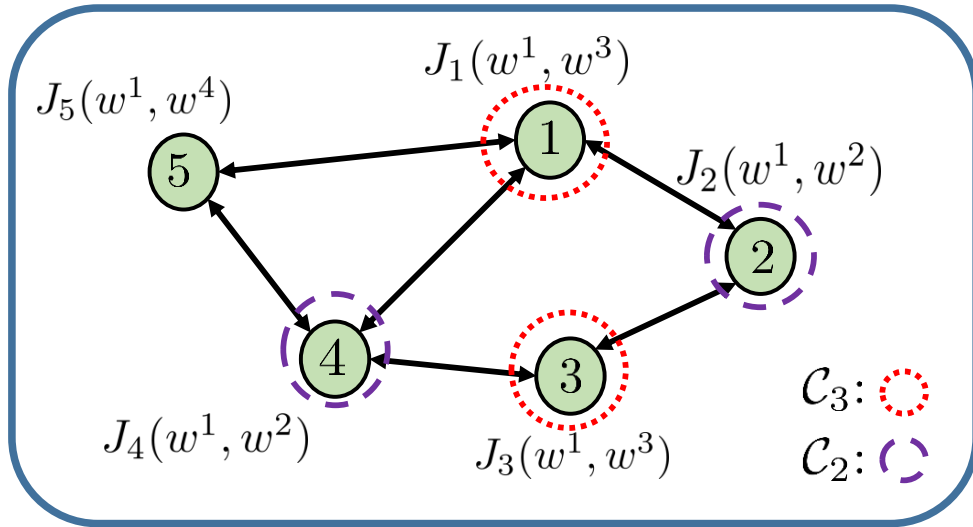 J_1(w^1, w^3)
J_5(w^1, w^4)
1
5
J_2(w^1, w^2)
2
4
3
C_3:
J_4(w^1, w^2)
J_3(w^1, w^3)
C_2: